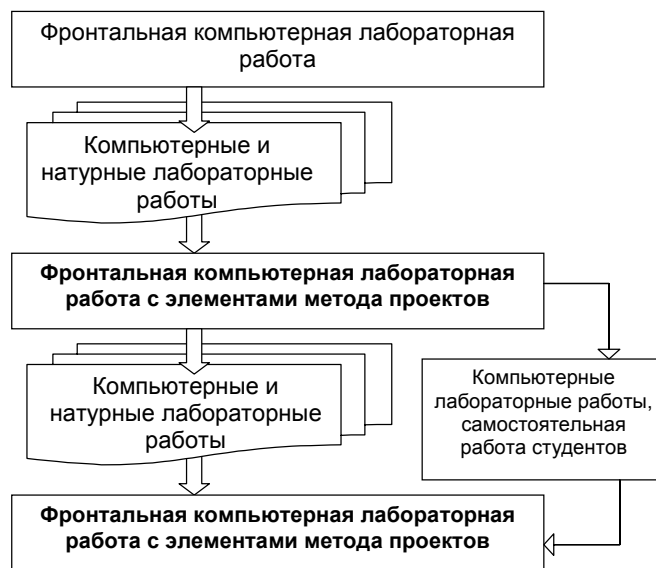 Фронтальная компьютерная лабораторная
работа
Компьютерные и
натурные лабораторные
работы
Фронтальная компьютерная лабораторная
работа с элементами метода проектов
Компьютерные и
натурные лабораторные
работы
Компьютерные
лабораторные работы,
самостоятельная
работа студентов
Фронтальная компьютерная лабораторная
работа с элементами метода проектов